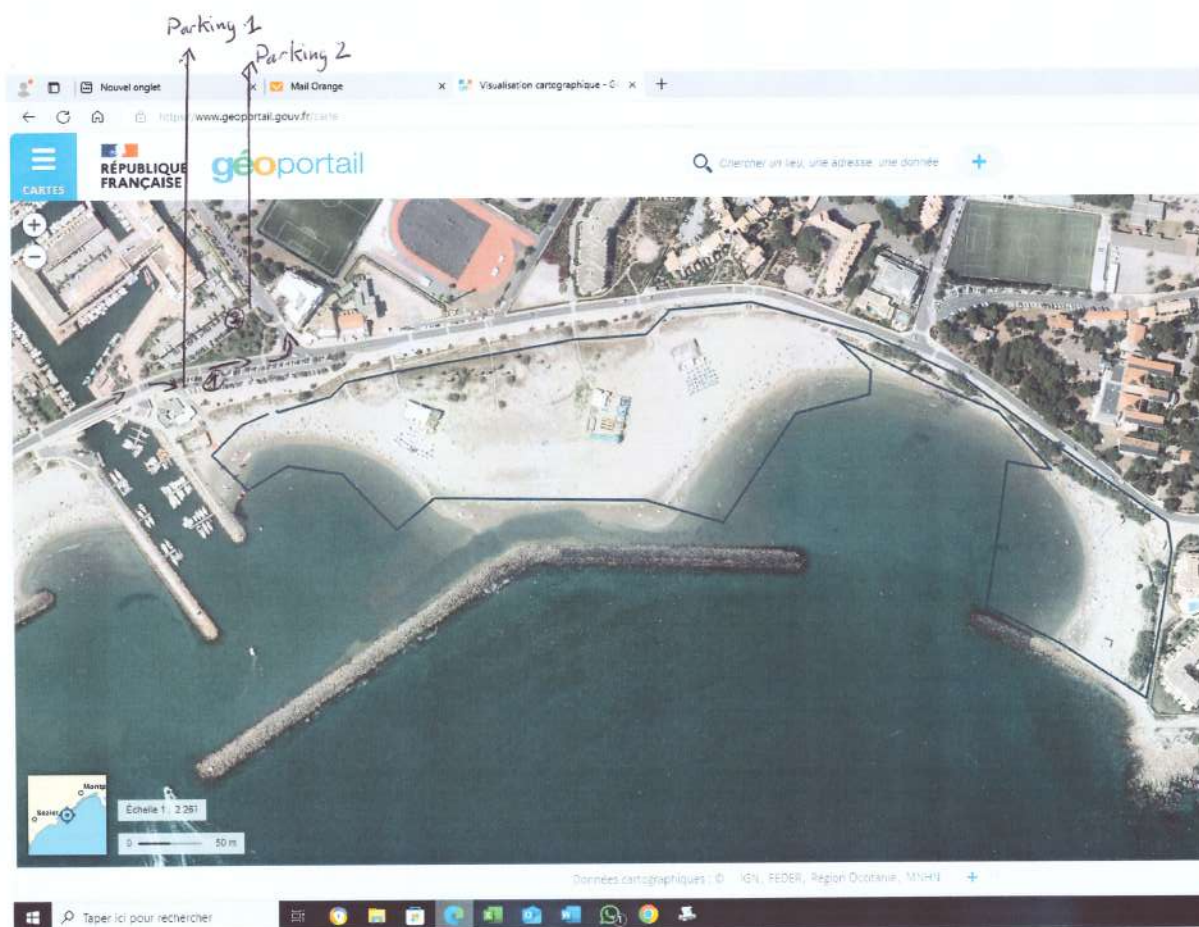 Parking 1
Parking 2
Nouvel onglet
Mail Orange
Visualisation cartographique - G
www.geoportail.gouv.fr/carte
CARTES
RÉPUBLIQUE
FRANÇAISE
géoportail
Chercher un lieu, une adresse, une donnée
2
1
Échelle 1 : 2 261
0 50 m
Données cartographiques : © IGN, FEDER, Région Occitanie, MNHN
Taper ici pour rechercher